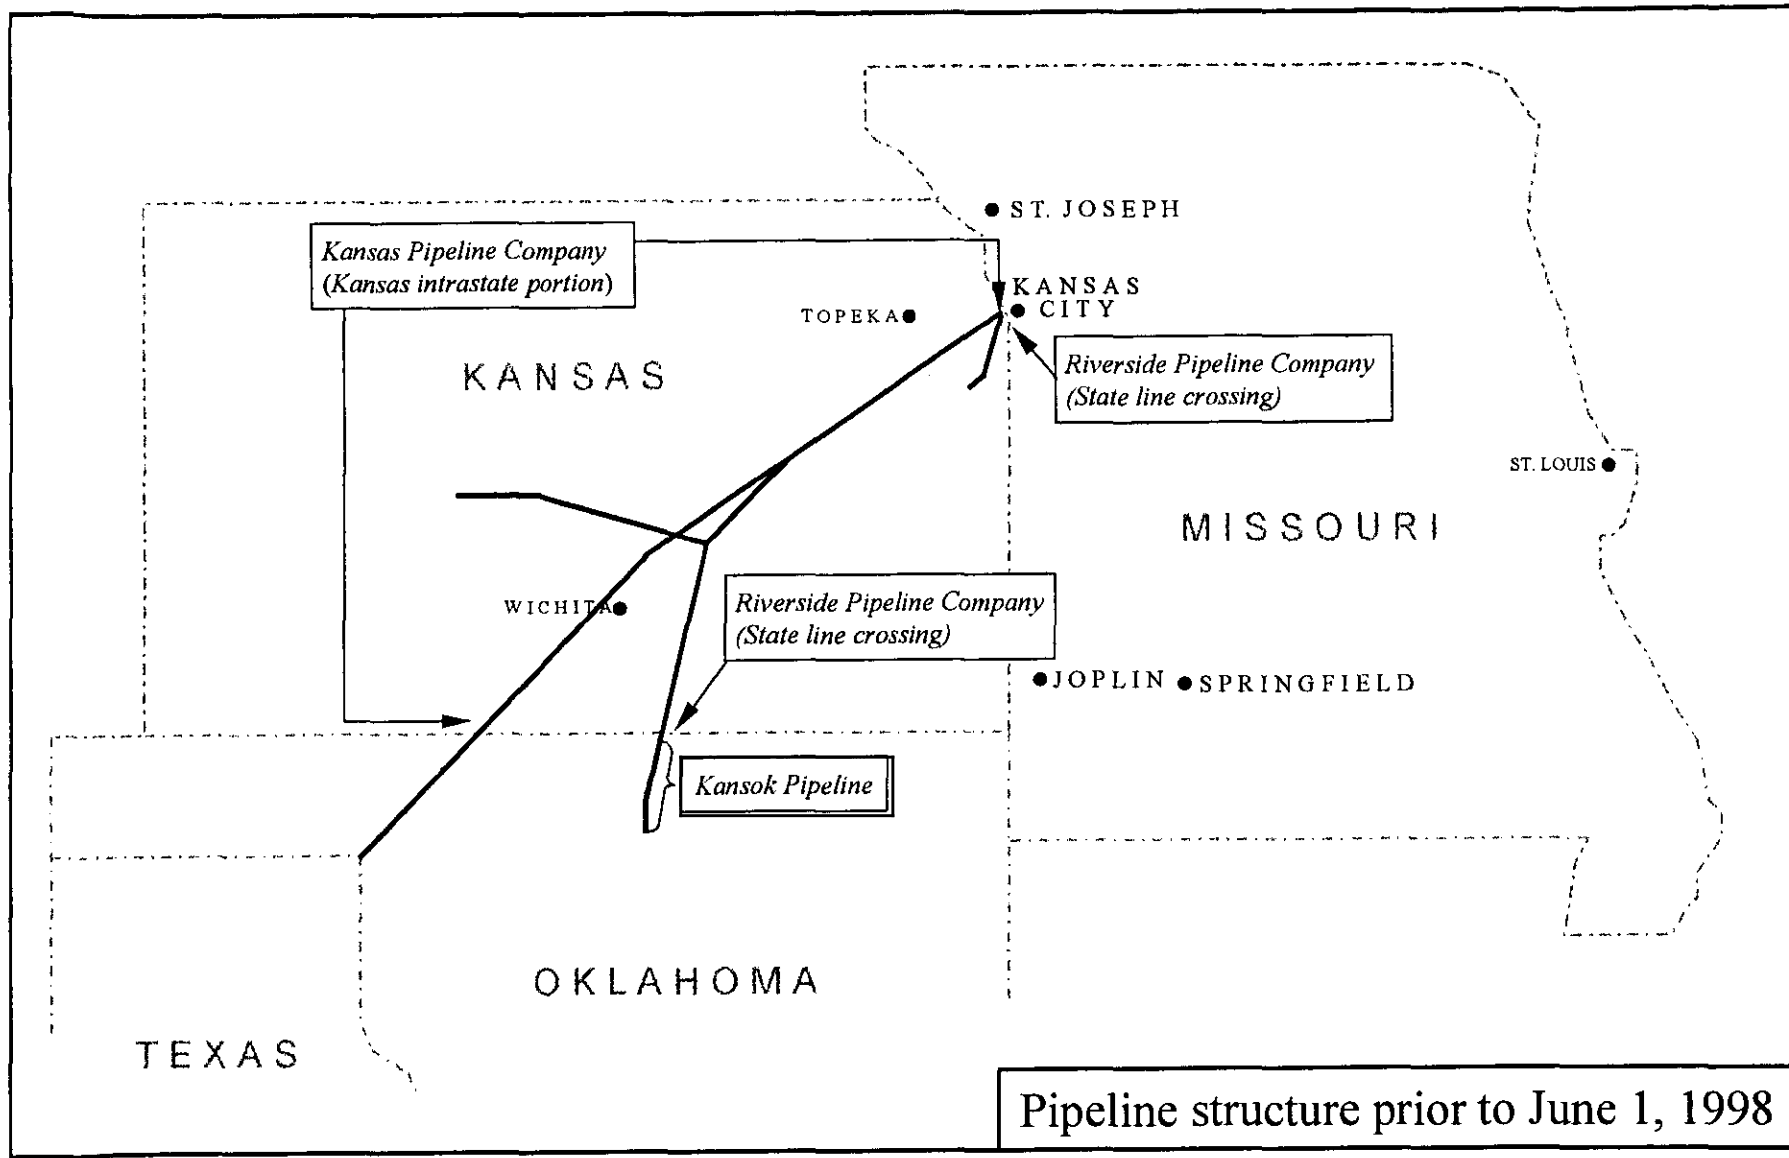 ST. JOSEPH
Kansas Pipeline Company
(Kansas intrastate portion)
KANSAS
CITY
TOPEKA
Riverside Pipeline Company
(State line crossing)
KANSAS
ST. LOUIS
MISSOURI
WICHITA
Riverside Pipeline Company
(State line crossing)
JOPLIN
SPRINGFIELD
Kansok Pipeline
OKLAHOMA
TEXAS
Pipeline structure prior to June 1, 1998